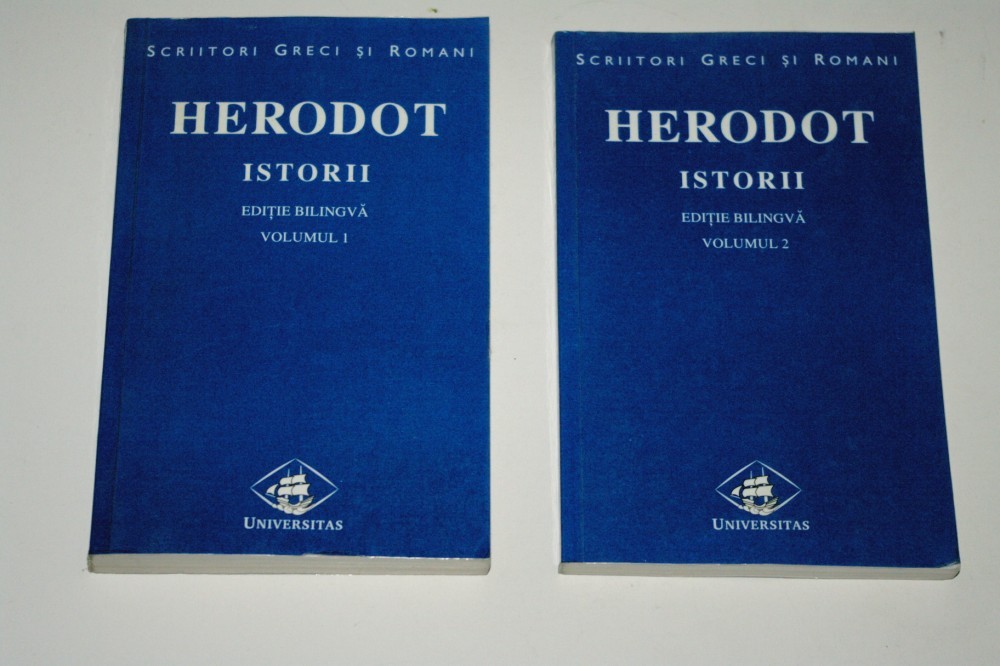 SCRIITORI GRECI ȘI ROMANI
HERODOT
ISTORII
EDIȚIE BILINGVĂ
VOLUMUL 1
UNIVERSITAS
SCRIITORI GRECI ȘI ROMANI
HERODOT
ISTORII
EDIȚIE BILINGVĂ
VOLUMUL 2
UNIVERSITAS